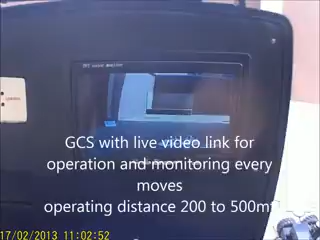 GCS with live video link for
operation and monitoring every
moves
operating distance 200 to 500mt
17/02/2013 11:02:52